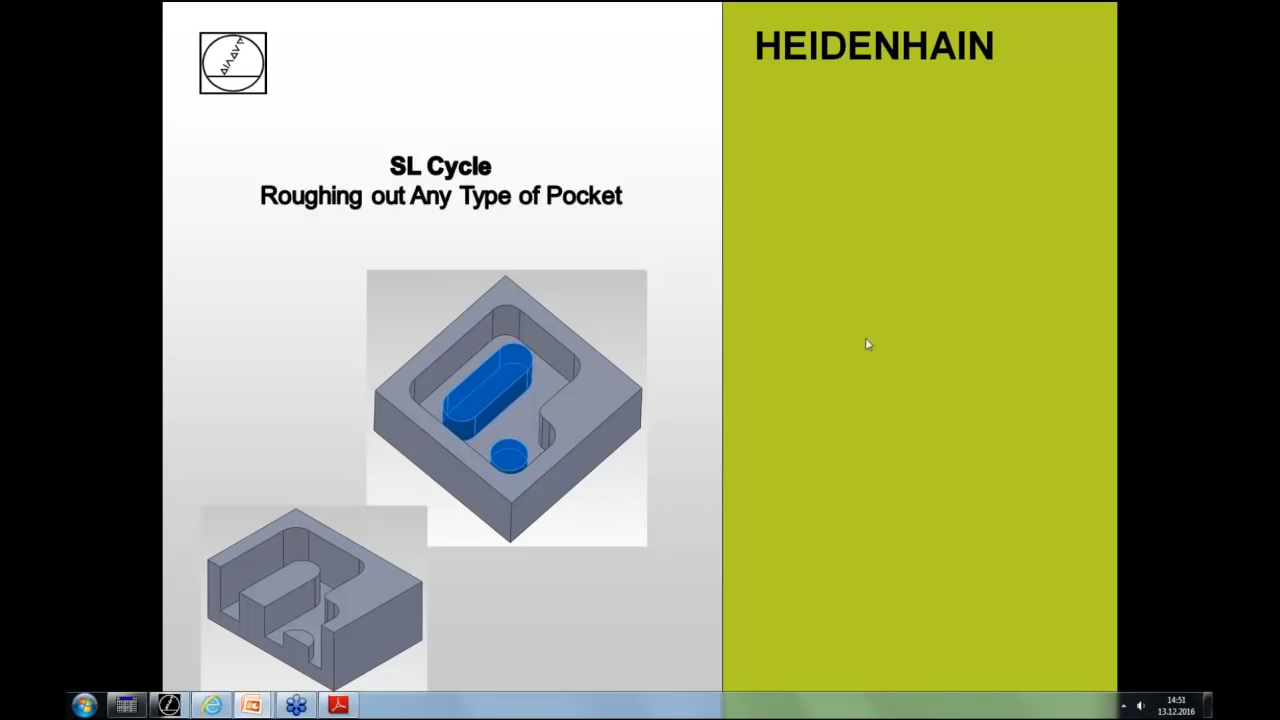 HEIDENHAIN
SL Cycle
Roughing out Any Type of Pocket
14:51
13.12.2016